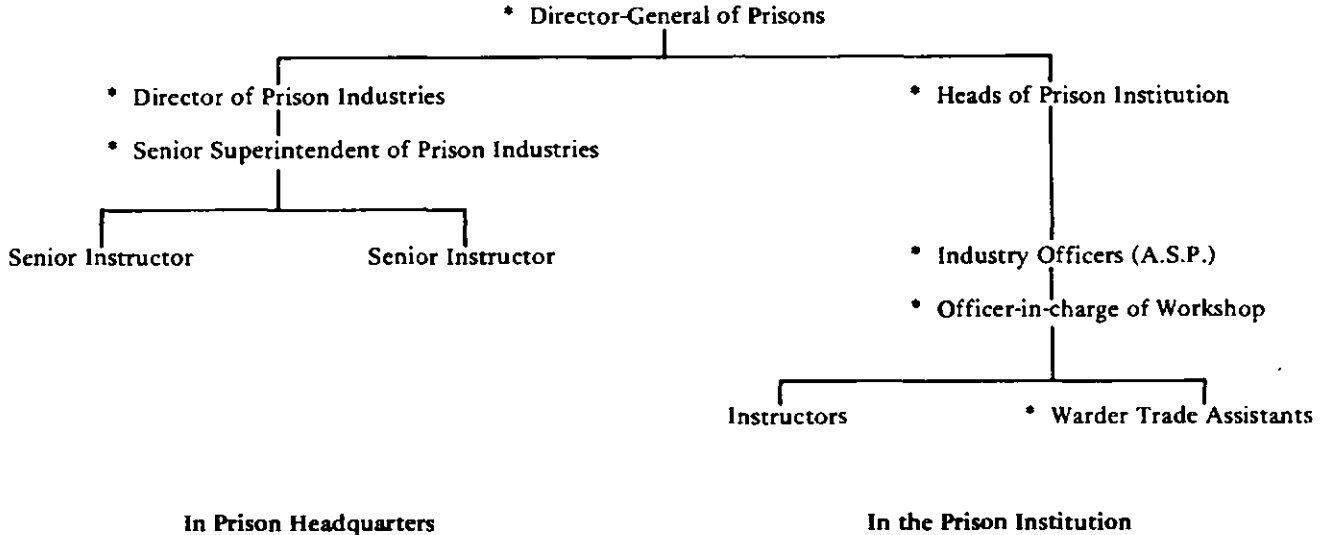 * Director-General of Prisons
* Director of Prison Industries
* Heads of Prison Institution
* Senior Superintendent of Prison Industries
Senior Instructor
Senior Instructor
* Industry Officers (A.S.P.)
* Officer-in-charge of Workshop
Instructors
* Warder Trade Assistants
In Prison Headquarters
In the Prison Institution